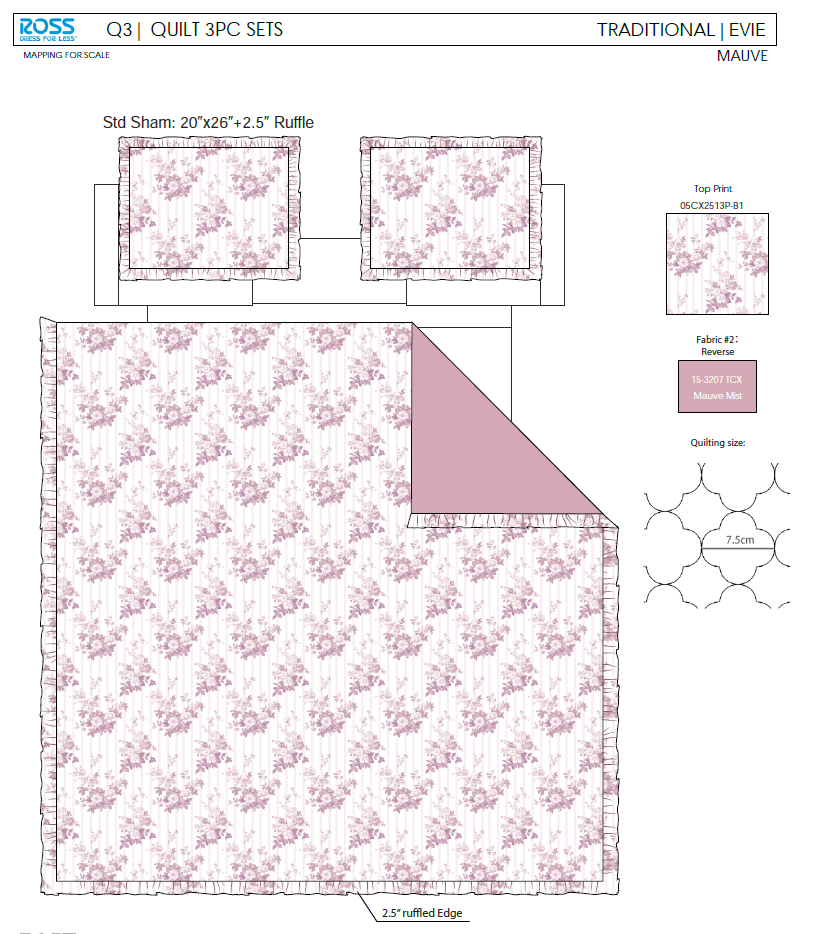 ROSS
DRESS FOR LESS
Q3| QUILT 3PC SETS
TRADITIONAL | EVIE
MAPPING FOR SCALE
MAUVE
Std Sham: 20"x26"+2.5" Ruffle
Top Print
05CX2513P-B1
Fabric #2:
Reverse
15-3207 TCX
Mauve Mist
Quilting size:
7.5cm
2.5" ruffled Edge